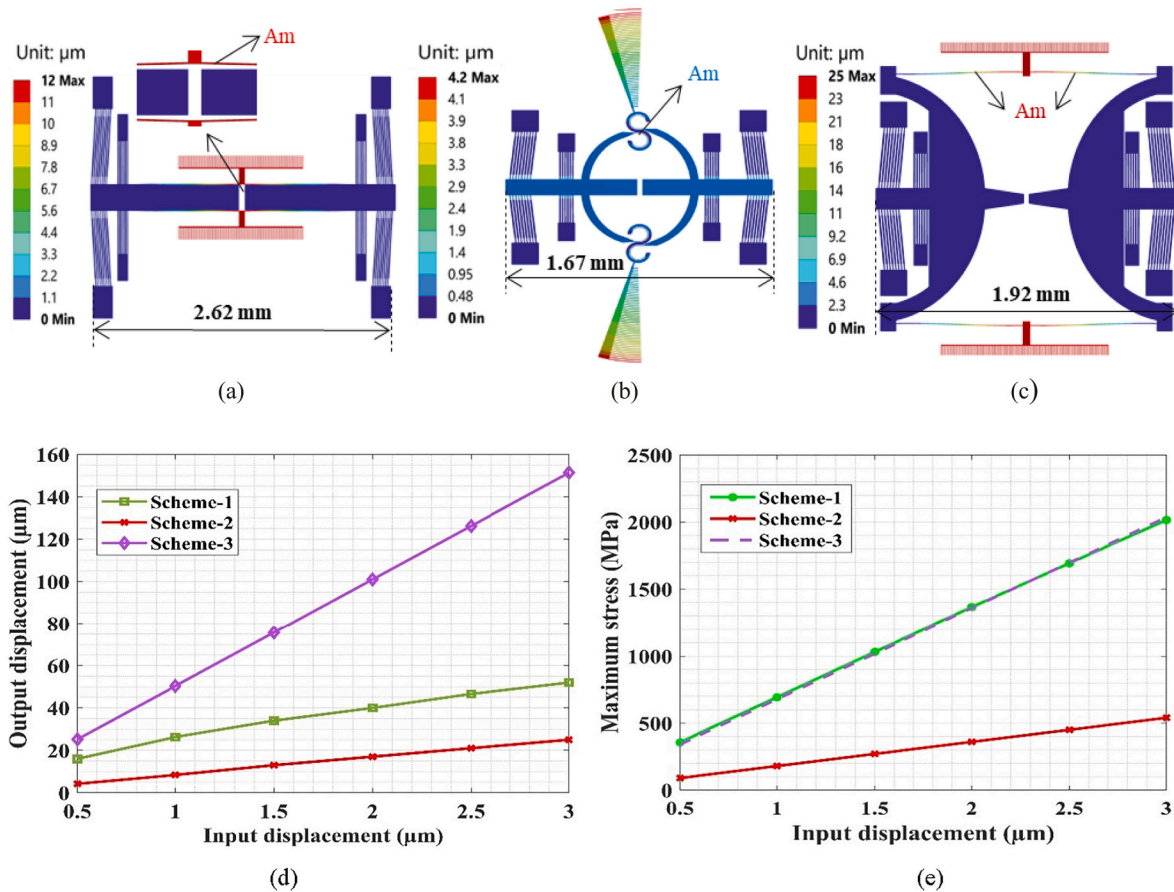 Unit: µm
12 Max
11
10
8.9
7.8
6.7
5.6
4.4
3.3
2.2
1.1
0 Min
Am
2.62 mm
(a)
Unit: µm
4.2 Max
4.1
3.9
3.8
3.3
2.9
2.4
1.9
1.4
0.95
0.48
0 Min
Am
1.67 mm
(b)
Unit: µm
25 Max
23
21
18
16
14
11
9.2
6.9
4.6
2.3
0 Min
Am
1.92 mm
(c)
Output displacement (µm)
160
140
120
100
80
60
40
20
0
Scheme-1
Scheme-2
Scheme-3
0.5 1 1.5 2 2.5 3
Input displacement (µm)
(d)
Maximum stress (MPa)
2500
2000
1500
1000
500
0
Scheme-1
Scheme-2
Scheme-3
0.5 1 1.5 2 2.5 3
Input displacement (µm)
(e)